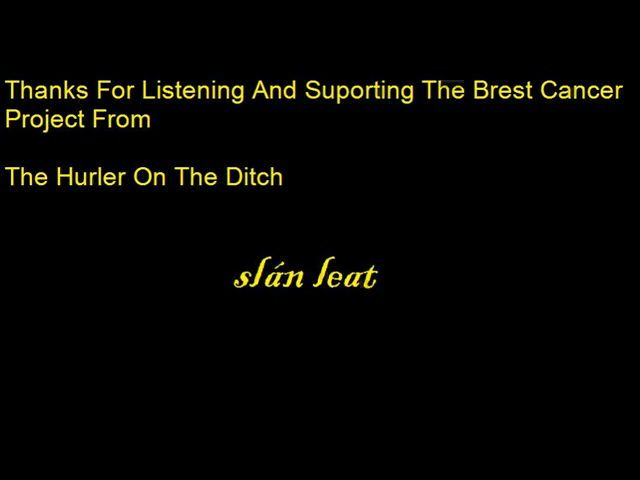 Thanks For Listening And Suporting The Brest Cancer
Project From
The Hurler On The Ditch
slán leat